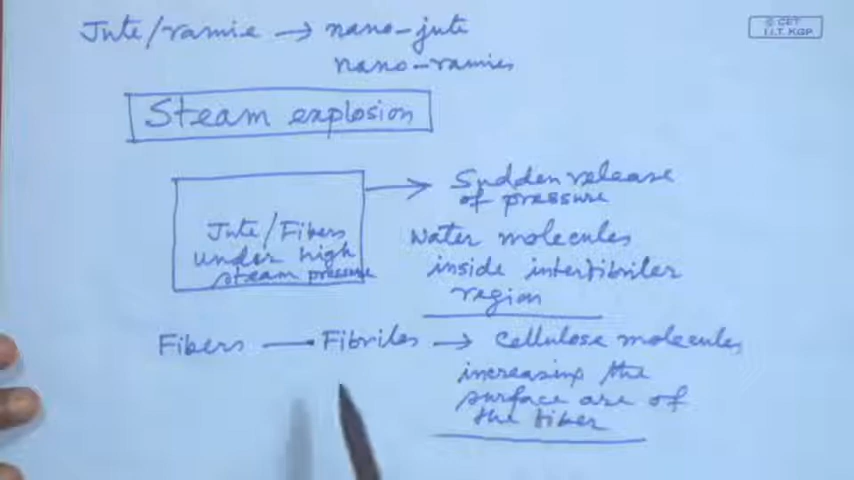 Jute/ramie → nano-jute
nano-ramies
© CET
I.I.T. KGP
Steam explosion
Jute/Fibers
under high
steam pressure
Sudden release
of pressure
Water molecules
inside interfibriler
region
Fibers — Fibriles → Cellulose molecules
increasing the
surface are of
the fiber